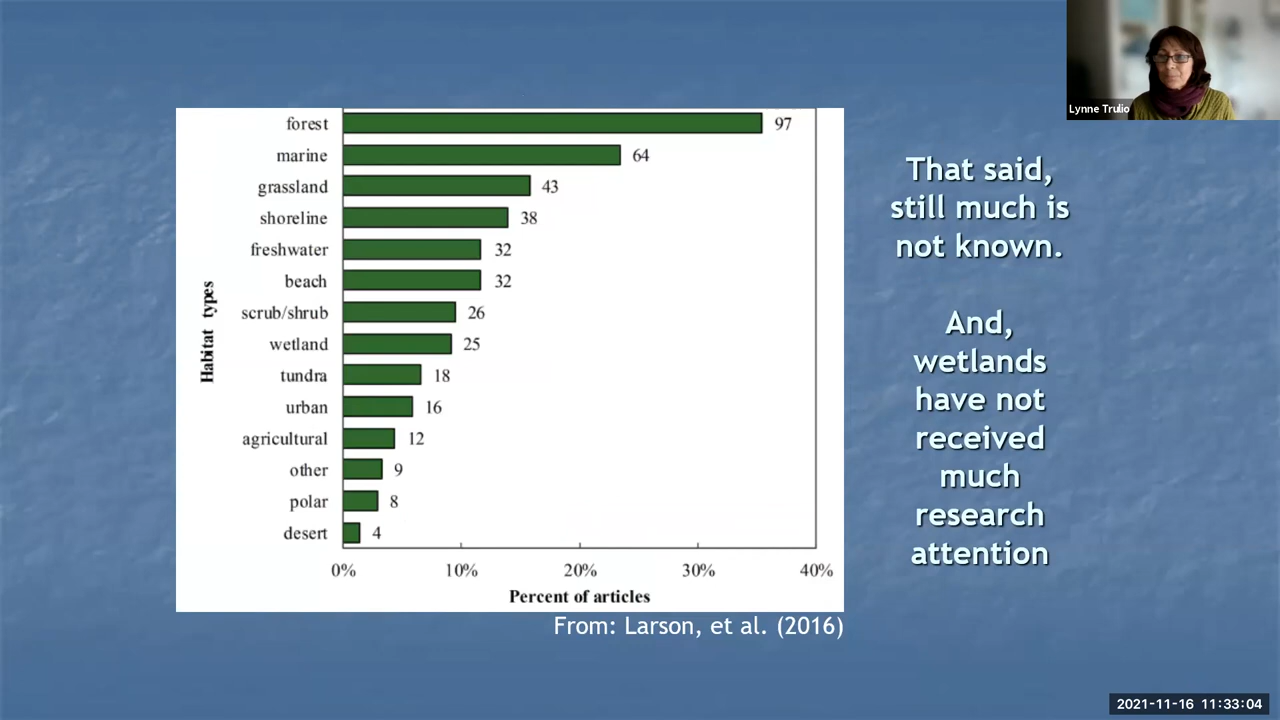 Lynne Trulio
forest 97
marine 64
grassland 43
shoreline 38
freshwater 32
beach 32
scrub/shrub 26
wetland 25
tundra 18
urban 16
agricultural 12
other 9
polar 8
desert 4
Habitat types
0% 10% 20% 30% 40%
Percent of articles
From: Larson, et al. (2016)
That said,
still much is
not known.
And,
wetlands
have not
received
much
research
attention
2021-11-16 11:33:04